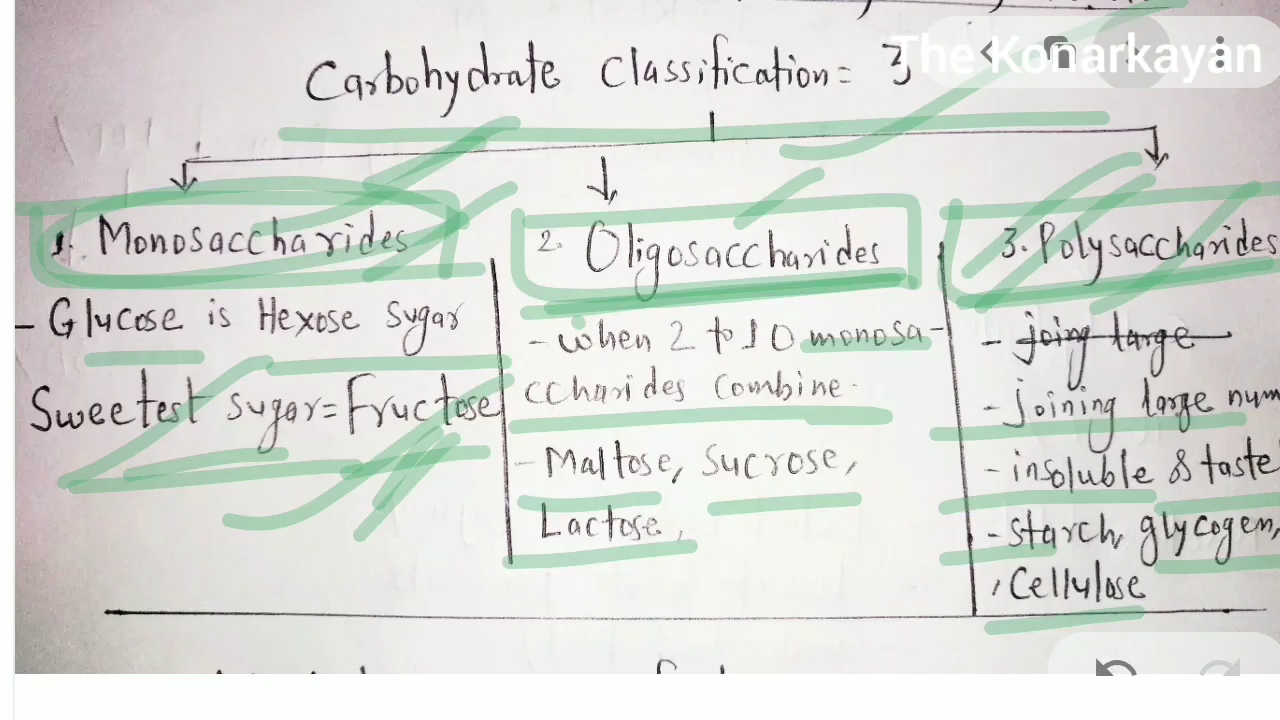 The Konarkayan
Carbohydrate Classification = 3
1. Monosaccharides
- Glucose is Hexose sugar
Sweetest sugar = Fructose
2. Oligosaccharides
- when 2 to 10 monosa-
ccharides combine.
- Maltose, Sucrose,
Lactose,
3. Polysaccharides
- joing large
- joining large num
- insoluble & taste
- starch, glycogen,
, Cellulose